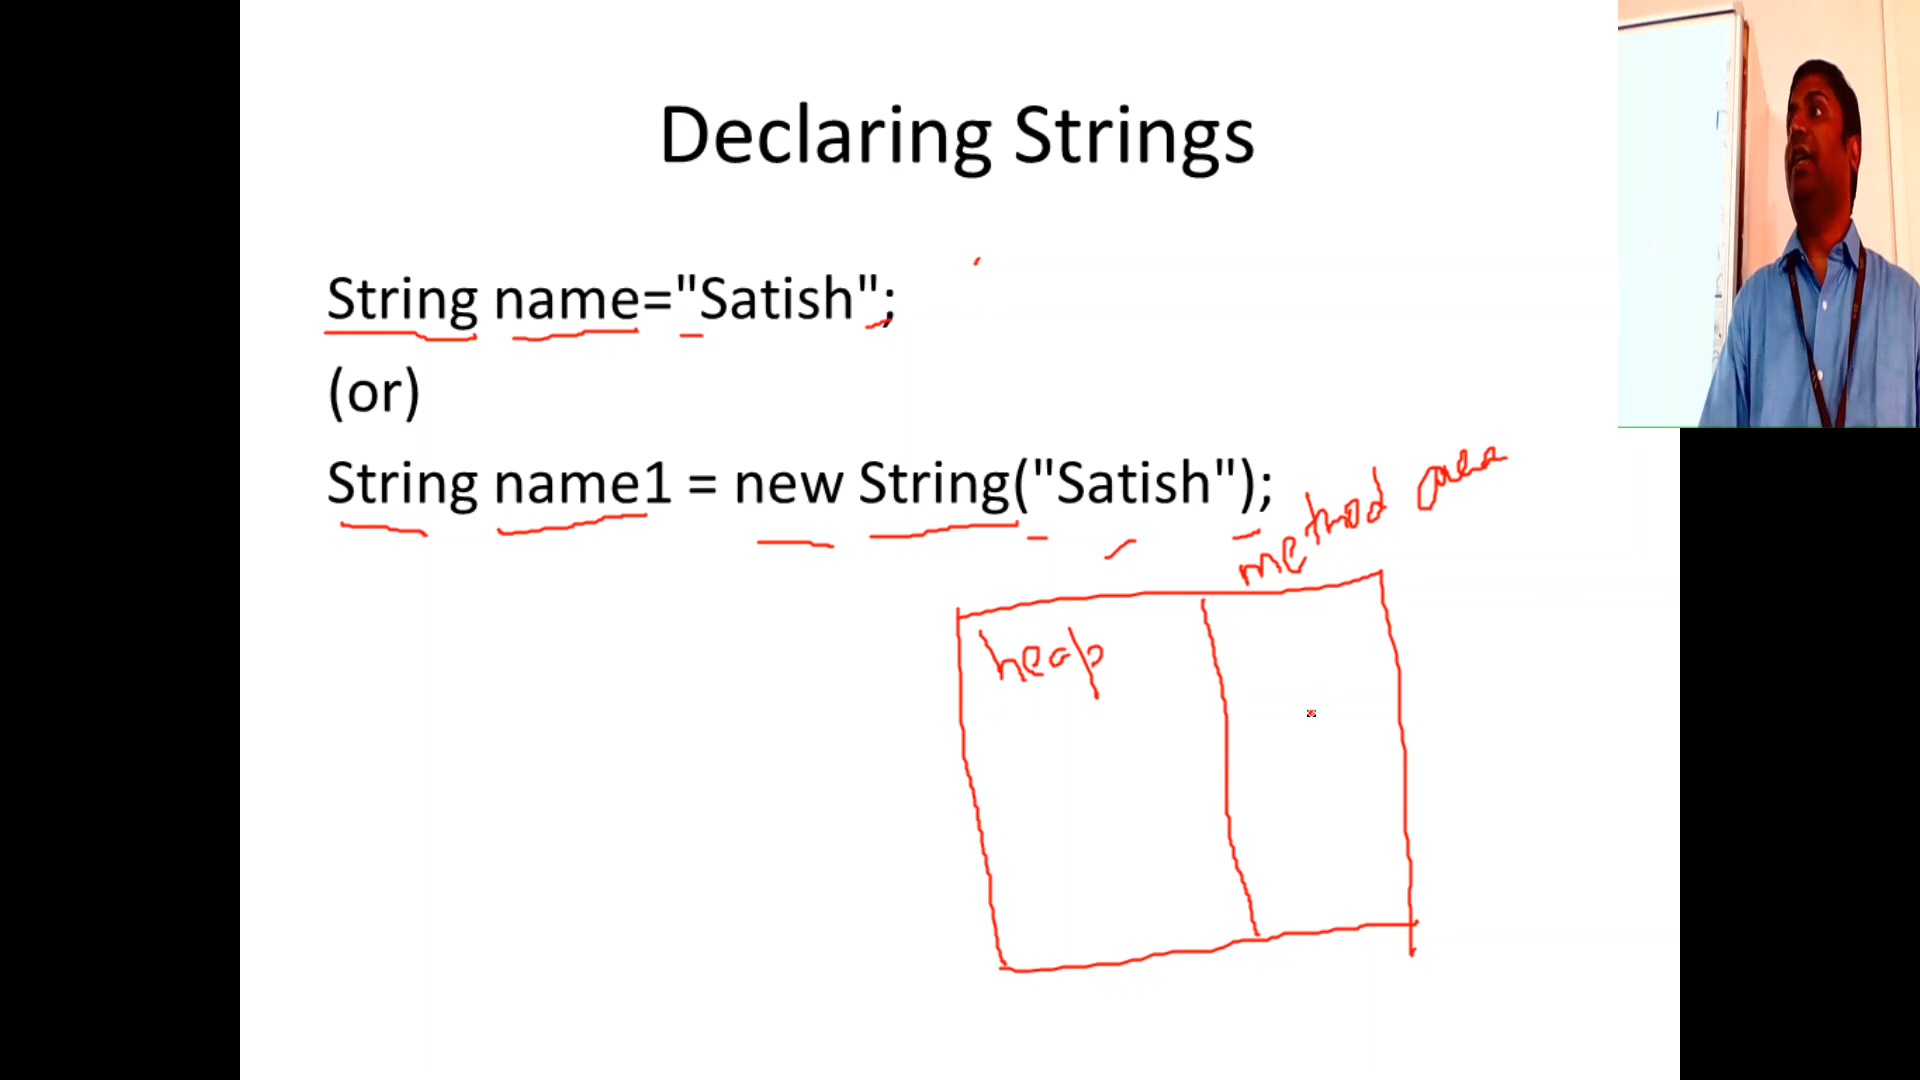 Declaring Strings
String name="Satish";
(or)
String name1 = new String("Satish");
method area
heap